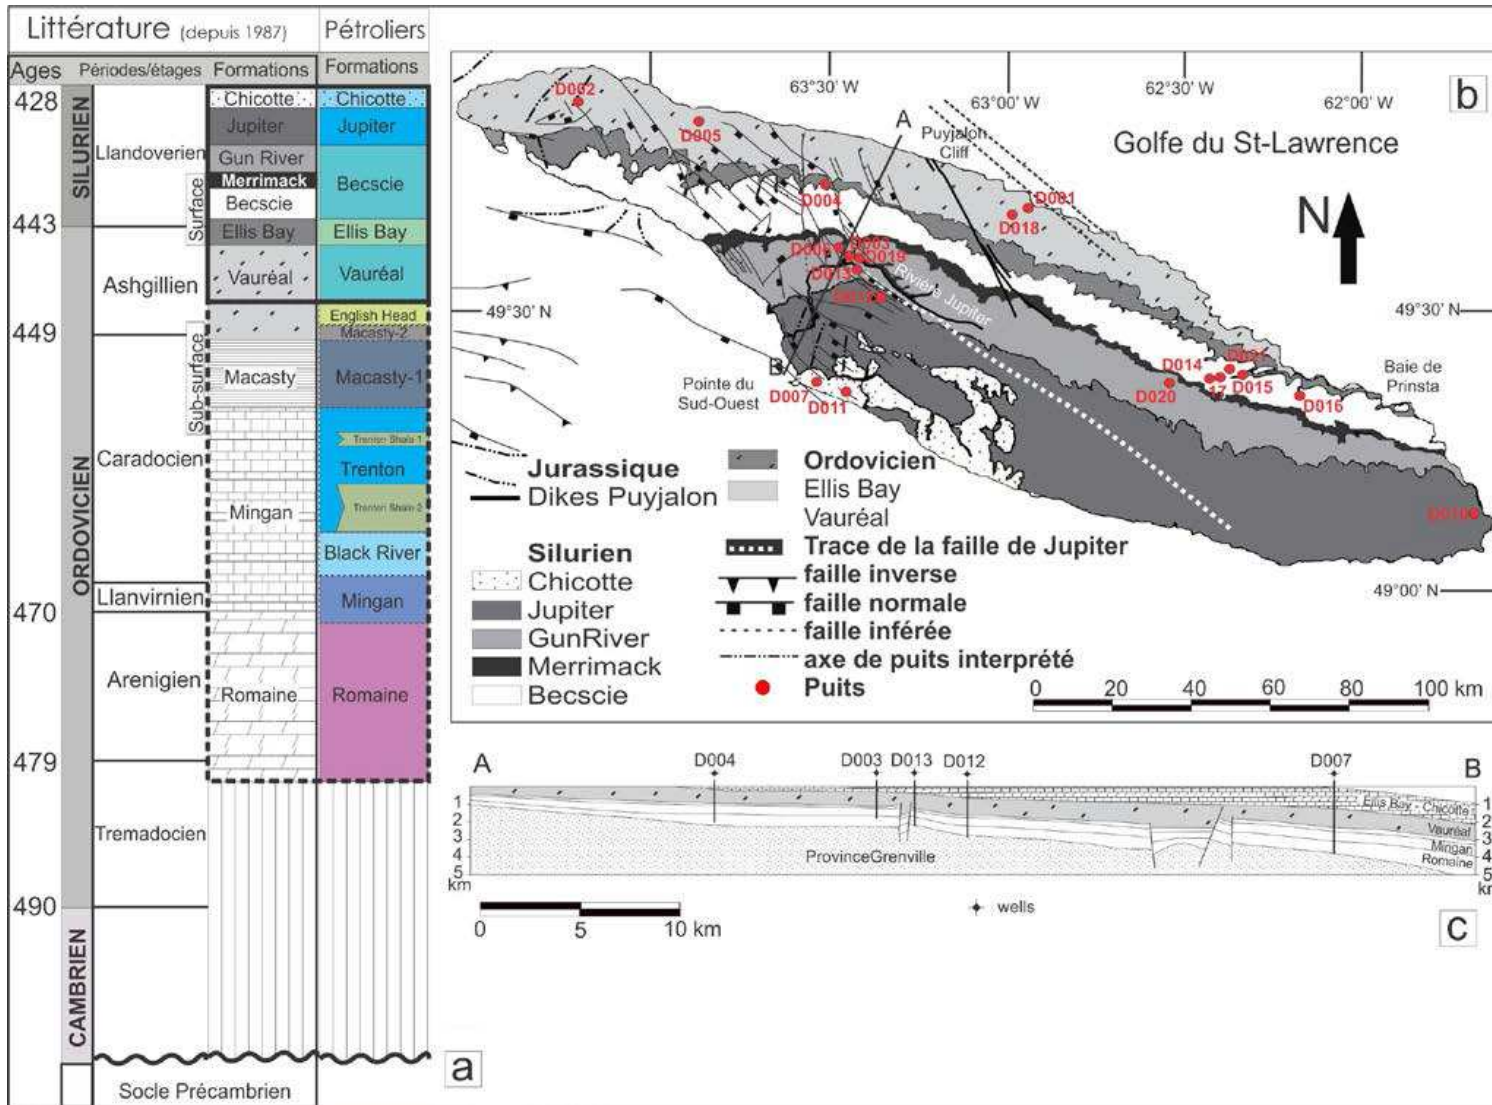 Littérature (depuis 1987)
Pétroliers
Ages
Périodes/étages
Formations
Formations
428
443
449
470
479
490
SILURIEN
ORDOVICIEN
CAMBRIEN
Llandoverien
Ashgillien
Caradocien
Llanvirnien
Arenigien
Tremadocien
Socle Précambrien
Surface
Sub-surface
Chicotte
Jupiter
Gun River
Merrimack
Becscie
Ellis Bay
Vauréal
Macasty
Mingan
Romaine
Chicotte
Jupiter
Becscie
Ellis Bay
Vauréal
English Head
Macasty-2
Macasty-1
Trenton Shale-1
Trenton
Trenton Shale-2
Black River
Mingan
Romaine
a
b
63°30' W
63°00' W
62°30' W
62°00' W
D002
D005
A
Puyjalon
Cliff
Golfe du St-Lawrence
D004
D001
D018
N
D003
D019
D013
D012
Rivière Jupiter
49°30' N
49°30' N
B
Pointe du
Sud-Ouest
D007
D011
D014
17
D015
D020
D016
Baie de
Prinsta
D010
49°00' N
Jurassique
Dikes Puyjalon
Silurien
Chicotte
Jupiter
GunRiver
Merrimack
Becscie
Ordovicien
Ellis Bay
Vauréal
Trace de la faille de Jupiter
faille inverse
faille normale
faille inférée
axe de puits interprété
Puits
0 20 40 60 80 100 km
A
D004
D003
D013
D012
D007
B
1
2
3
4
5
km
Ellis Bay - Chicotte
Vauréal
Mingan
Romaine
ProvinceGrenville
1
2
3
4
5
k
wells
0 5 10 km
c